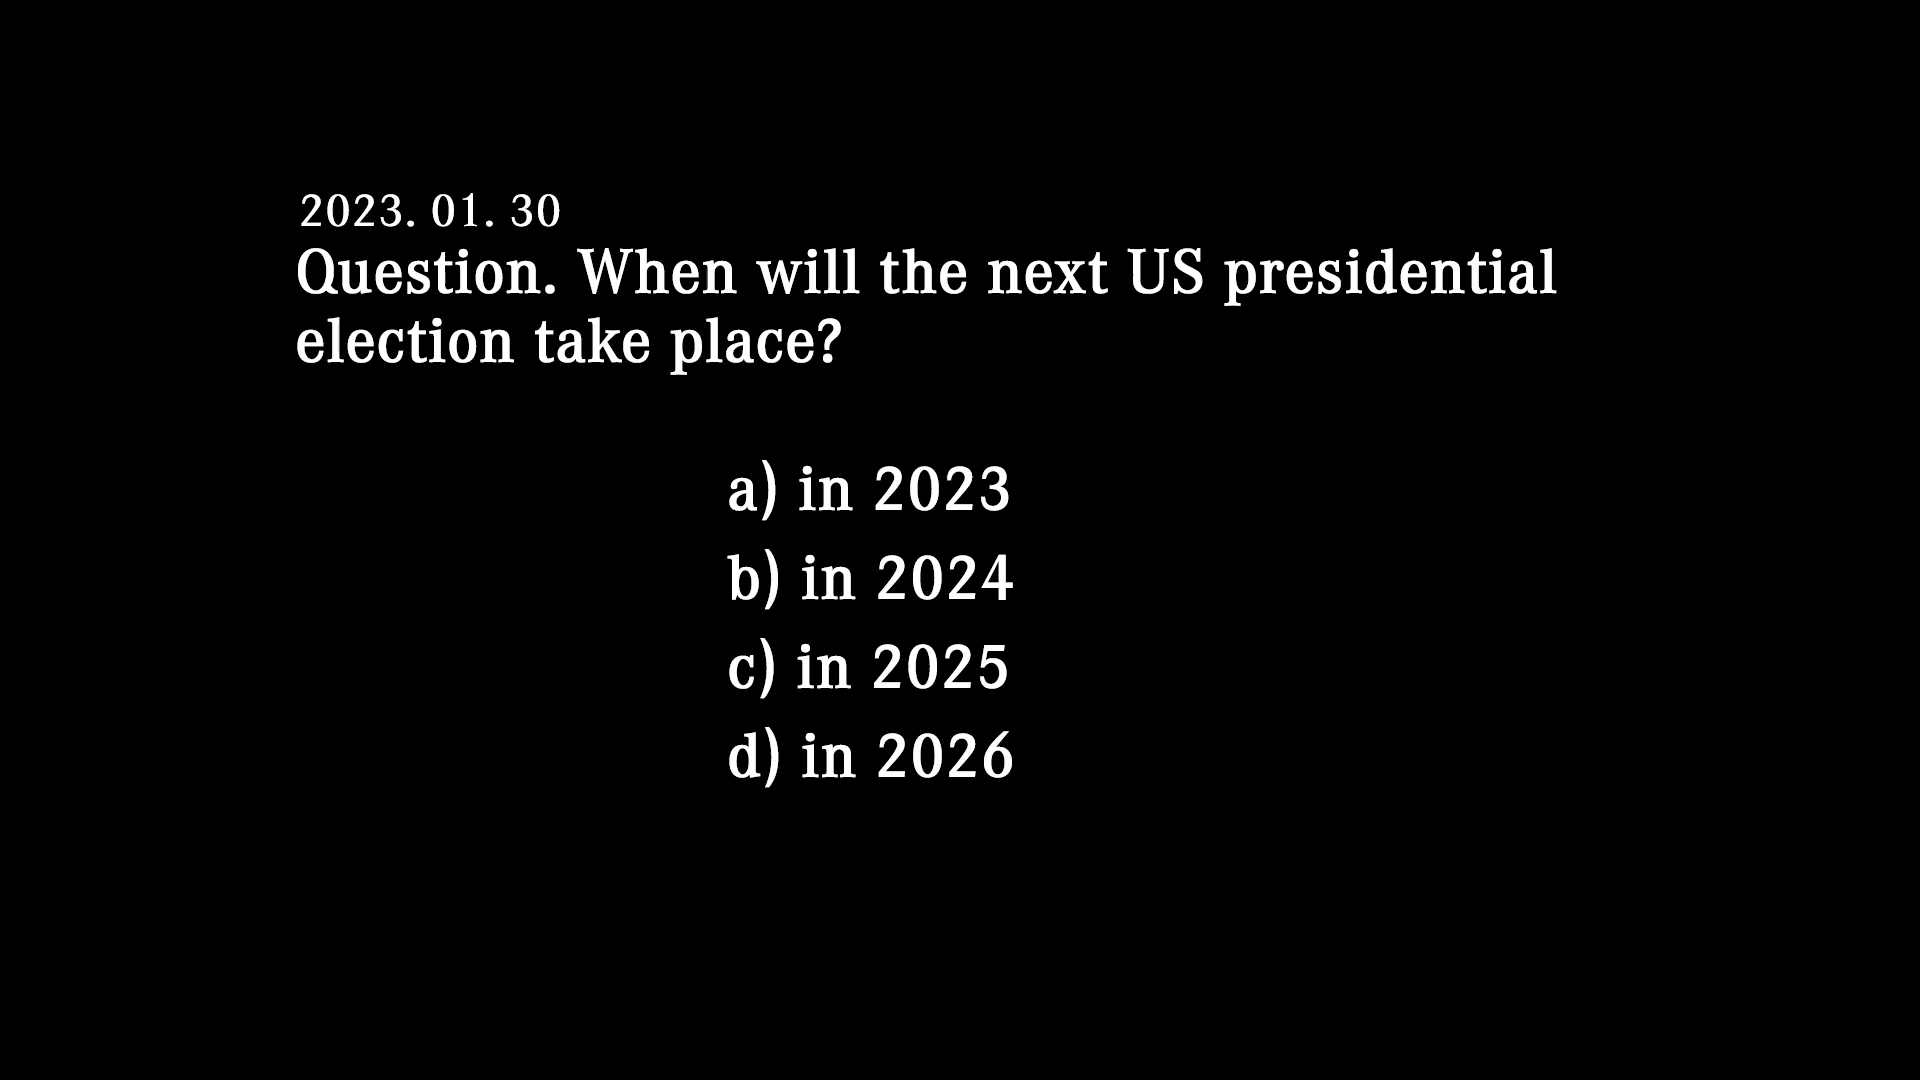 2023. 01. 30
Question. When will the next US presidential
election take place?
a) in 2023
b) in 2024
c) in 2025
d) in 2026